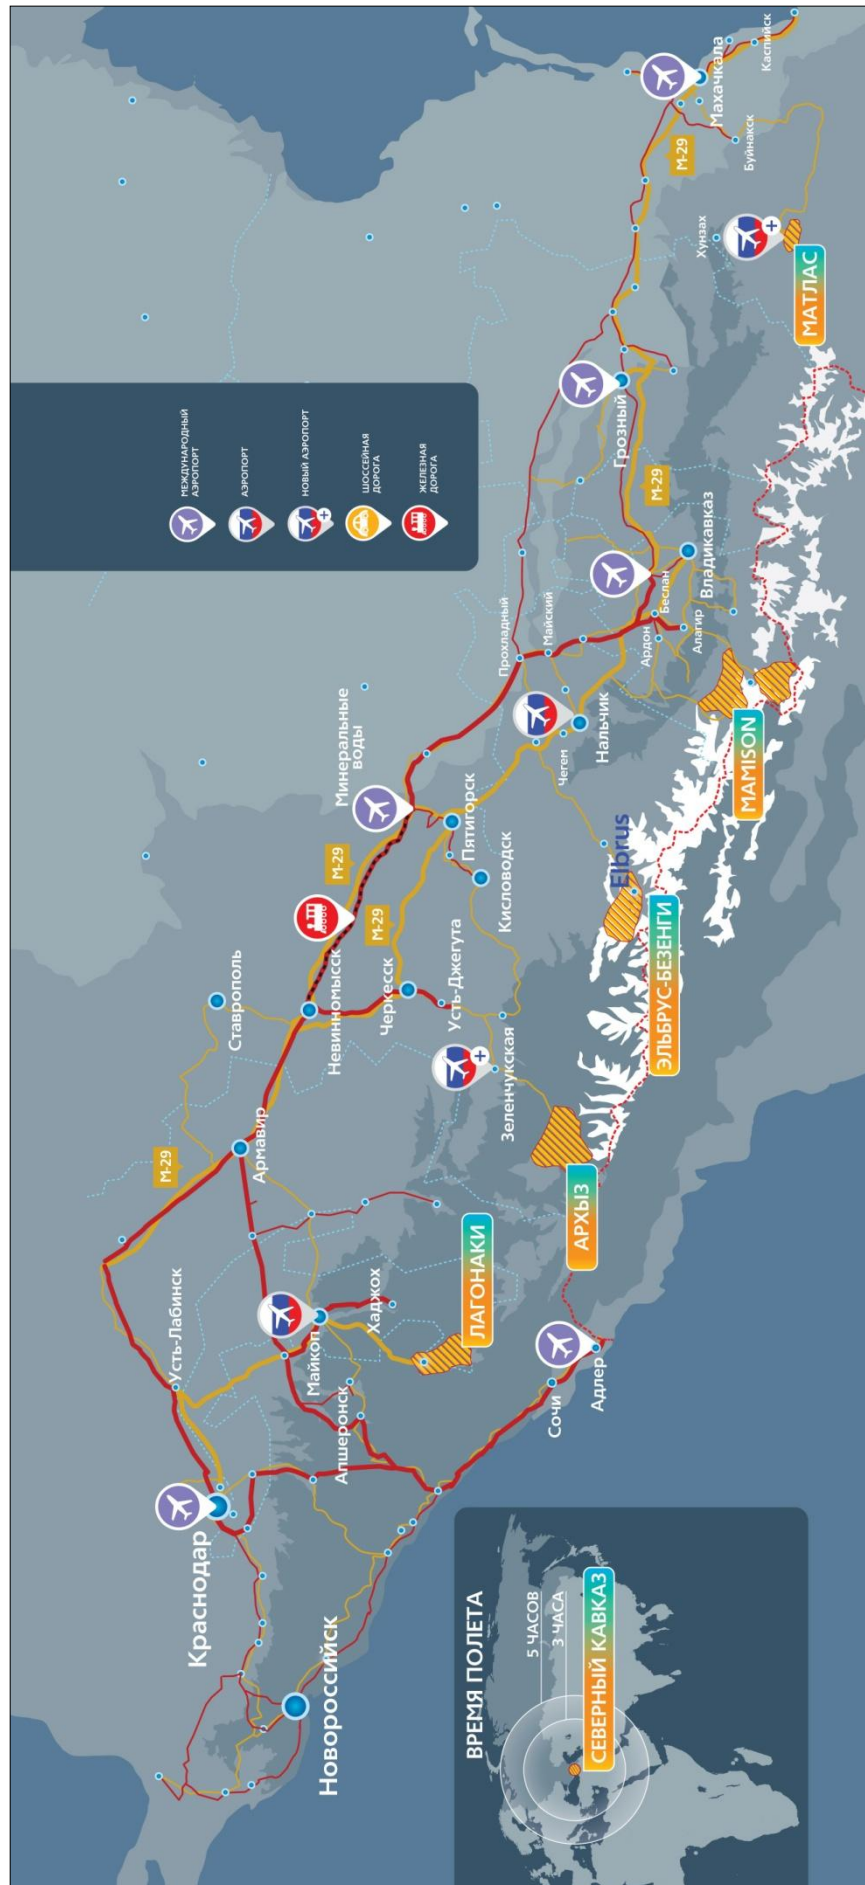 Краснодар
Новороссийск
Усть-Лабинск
М-29
Армавир
Ставрополь
Майкоп
Апшеронск
Хаджох
ЛАГОНАКИ
Сочи
Адлер
АРХЫЗ
Зеленчукская
Невинномысск
Черкесск
Усть-Джегута
М-29
М-29
Минеральные
воды
Пятигорск
Кисловодск
Elbrus
ЭЛЬБРУС-БЕЗЕНГИ
Прохладный
Майский
Нальчик
Чегем
Ардон
Алагир
Беслан
Владикавказ
MAMISON
М-29
Грозный
М-29
Махачкала
Каспийск
Буйнакск
Хунзах
МАТЛАС
МЕЖДУНАРОДНЫЙ
АЭРОПОРТ
АЭРОПОРТ
НОВЫЙ АЭРОПОРТ
ШОССЕЙНАЯ
ДОРОГА
ЖЕЛЕЗНАЯ
ДОРОГА
ВРЕМЯ ПОЛЕТА
5 ЧАСОВ
3 ЧАСА
СЕВЕРНЫЙ КАВКАЗ